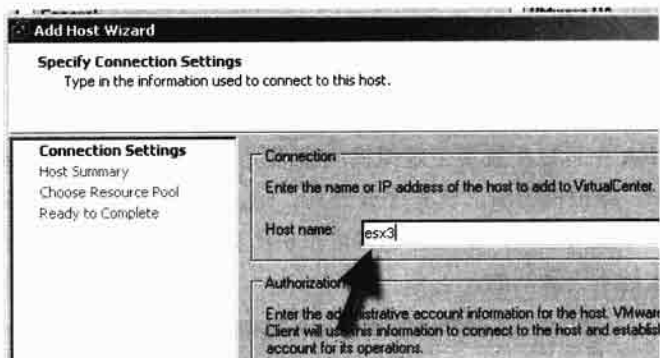 Add Host Wizard
Specify Connection Settings
Type in the information used to connect to this host.
Connection Settings
Host Summary
Choose Resource Pool
Ready to Complete
Connection
Enter the name or IP address of the host to add to VirtualCenter.
Host name: esx3
Authorization
Enter the administrative account information for the host. VMware
Client will use this information to connect to the host and establish
account for its operations.